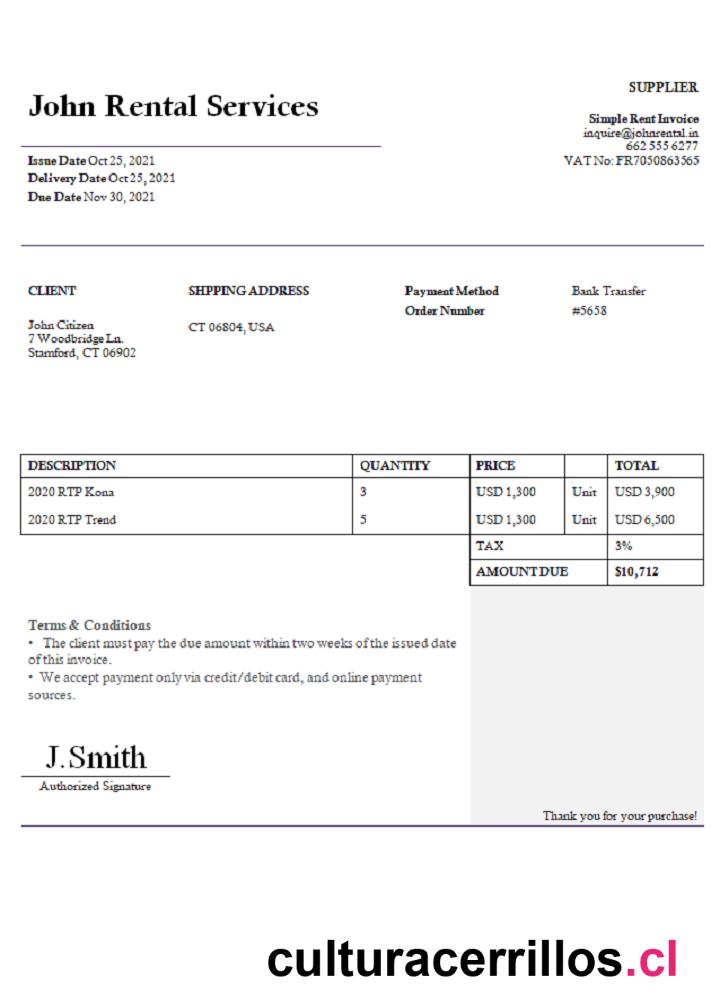 John Rental Services
SUPPLIER
Simple Rent Invoice
inquire@johnrental.in
662 555 6277
VAT No: FR7050863565
Issue Date Oct 25, 2021
Delivery Date Oct 25, 2021
Due Date Nov 30, 2021
CLIENT
John Citizen
7 Woodbridge Ln.
Stamford, CT 06902
SHPPING ADDRESS
CT 06804, USA
Payment Method Bank Transfer
Order Number #5658
DESCRIPTION QUANTITY PRICE TOTAL
2020 RTP Kona 3 USD 1,300 Unit USD 3,900
2020 RTP Trend 5 USD 1,300 Unit USD 6,500
TAX 3%
AMOUNT DUE $10,712
Terms & Conditions
• The client must pay the due amount within two weeks of the issued date
of this invoice.
• We accept payment only via credit/debit card, and online payment
sources.
J. Smith
Authorized Signature
Thank you for your purchase!
culturacerrillos.cl